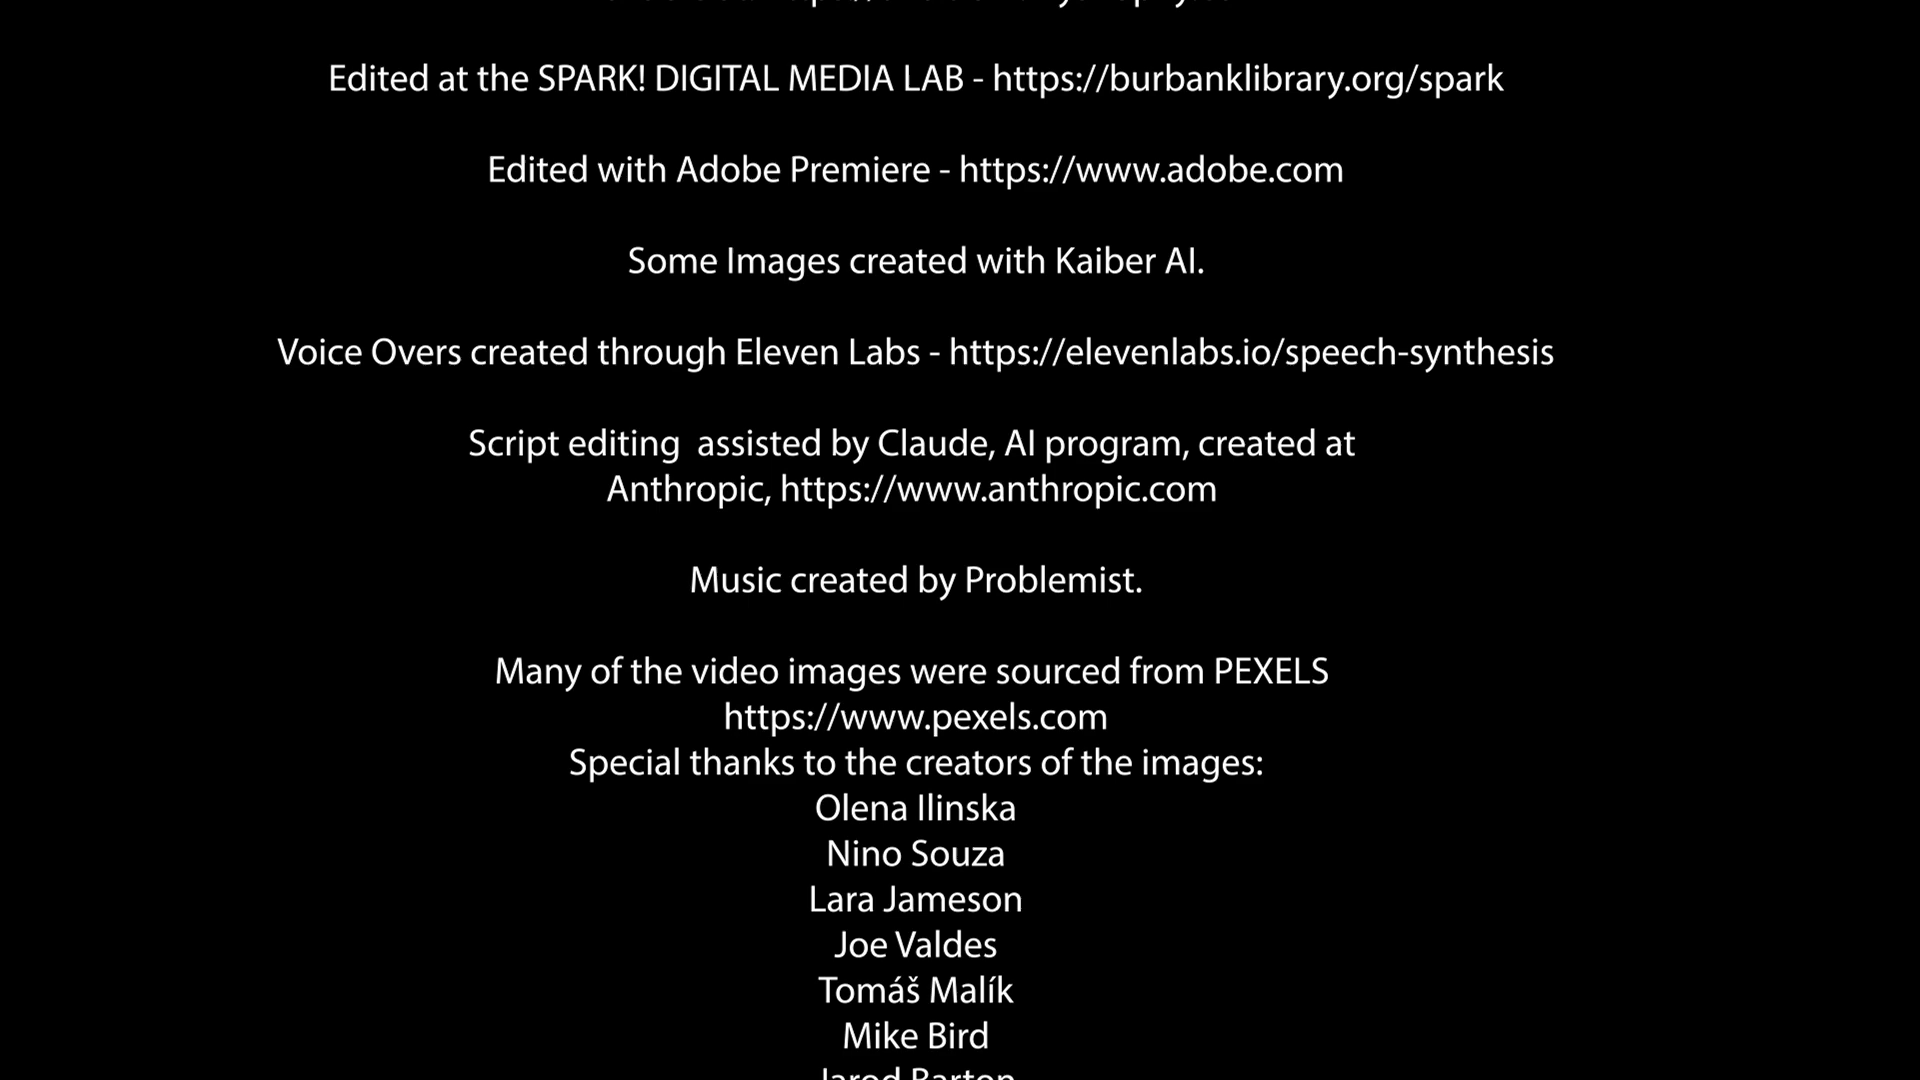 Edited at the SPARK! DIGITAL MEDIA LAB - https://burbanklibrary.org/spark
Edited with Adobe Premiere - https://www.adobe.com
Some Images created with Kaiber AI.
Voice Overs created through Eleven Labs - https://elevenlabs.io/speech-synthesis
Script editing  assisted by Claude, AI program, created at
Anthropic, https://www.anthropic.com
Music created by Problemist.
Many of the video images were sourced from PEXELS
https://www.pexels.com
Special thanks to the creators of the images:
Olena Ilinska
Nino Souza
Lara Jameson
Joe Valdes
Tomáš Malík
Mike Bird
Jarod Barton